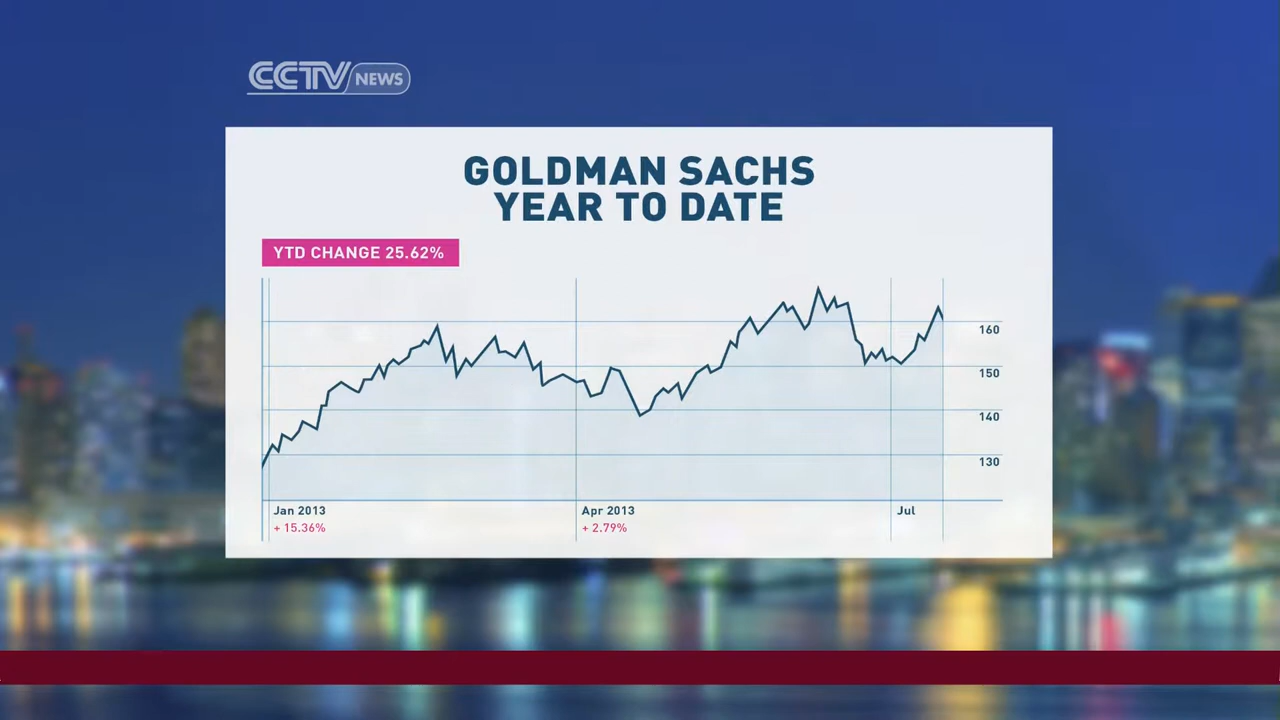 CCTV NEWS
GOLDMAN SACHS
YEAR TO DATE
YTD CHANGE 25.62%
160
150
140
130
Jan 2013 Apr 2013 Jul
+ 15.36% + 2.79%